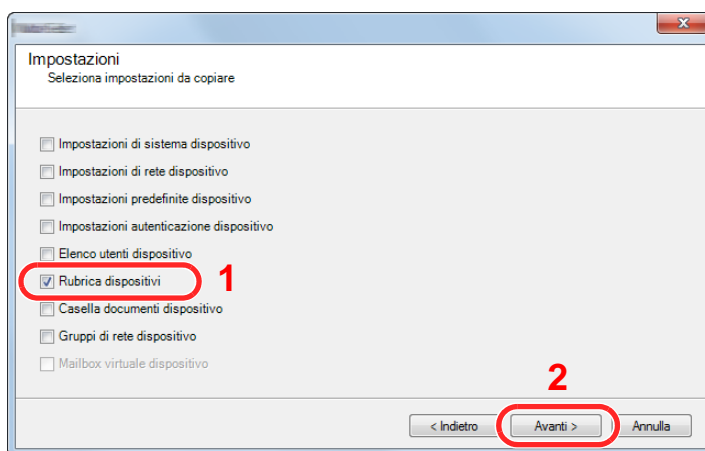 Impostazioni
Seleziona impostazioni da copiare
Impostazioni di sistema dispositivo
Impostazioni di rete dispositivo
Impostazioni predefinite dispositivo
Impostazioni autenticazione dispositivo
Elenco utenti dispositivo
Rubrica dispositivi 1
Casella documenti dispositivo
Gruppi di rete dispositivo
Mailbox virtuale dispositivo
2
< Indietro Avanti > Annulla